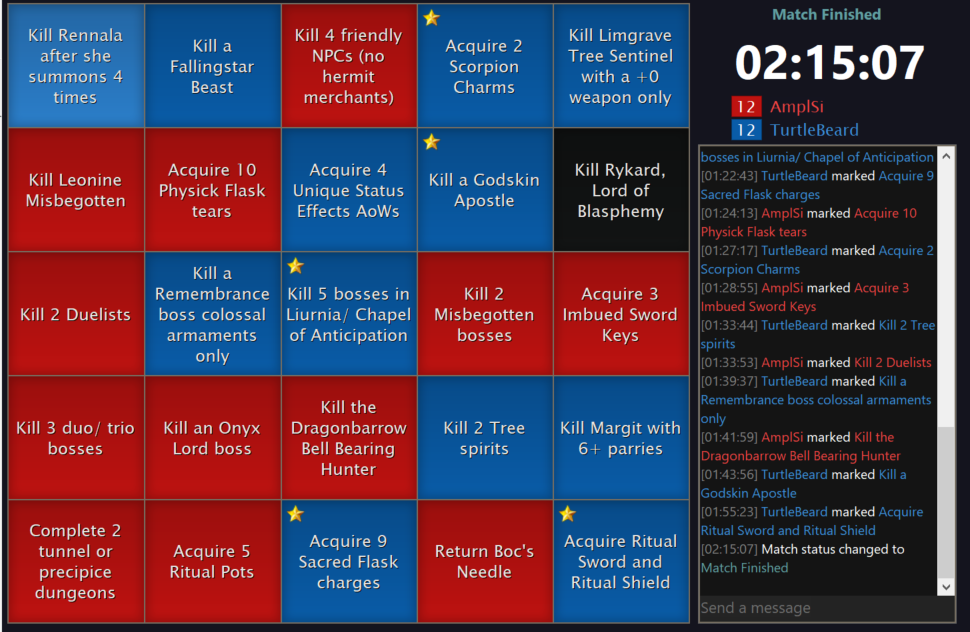 Kill Rennala
after she
summons 4
times
Kill a
Fallingstar
Beast
Kill 4 friendly
NPCs (no
hermit
merchants)
Acquire 2
Scorpion
Charms
Kill Limgrave
Tree Sentinel
with a +0
weapon only
Kill Leonine
Misbegotten
Acquire 10
Physick Flask
tears
Acquire 4
Unique Status
Effects AoWs
Kill a Godskin
Apostle
Kill Rykard,
Lord of
Blasphemy
Kill 2 Duelists
Kill a
Remembrance
boss colossal
armaments
only
Kill 5 bosses in
Liurnia/ Chapel
of Anticipation
Kill 2
Misbegotten
bosses
Acquire 3
Imbued Sword
Keys
Kill 3 duo/ trio
bosses
Kill an Onyx
Lord boss
Kill the
Dragonbarrow
Bell Bearing
Hunter
Kill 2 Tree
spirits
Kill Margit with
6+ parries
Complete 2
tunnel or
precipice
dungeons
Acquire 5
Ritual Pots
Acquire 9
Sacred Flask
charges
Return Boc's
Needle
Acquire Ritual
Sword and
Ritual Shield
Match Finished
02:15:07
12 AmplSi
12 TurtleBeard
bosses in Liurnia/ Chapel of Anticipation
[01:22:43] TurtleBeard marked Acquire 9
Sacred Flask charges
[01:24:13] AmplSi marked Acquire 10
Physick Flask tears
[01:27:17] TurtleBeard marked Acquire 2
Scorpion Charms
[01:28:55] AmplSi marked Acquire 3
Imbued Sword Keys
[01:33:44] TurtleBeard marked Kill 2 Tree
spirits
[01:33:53] AmplSi marked Kill 2 Duelists
[01:39:37] TurtleBeard marked Kill a
Remembrance boss colossal armaments
only
[01:41:59] AmplSi marked Kill the
Dragonbarrow Bell Bearing Hunter
[01:43:56] TurtleBeard marked Kill a
Godskin Apostle
[01:55:23] TurtleBeard marked Acquire
Ritual Sword and Ritual Shield
[02:15:07] Match status changed to
Match Finished
Send a message